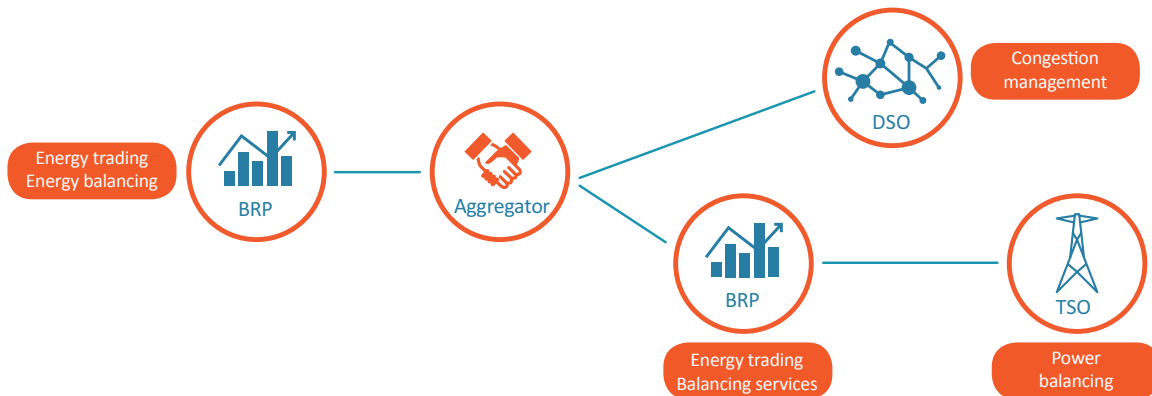 Energy trading
Energy balancing
BRP
Aggregator
DSO
Congestion
management
BRP
Energy trading
Balancing services
TSO
Power
balancing